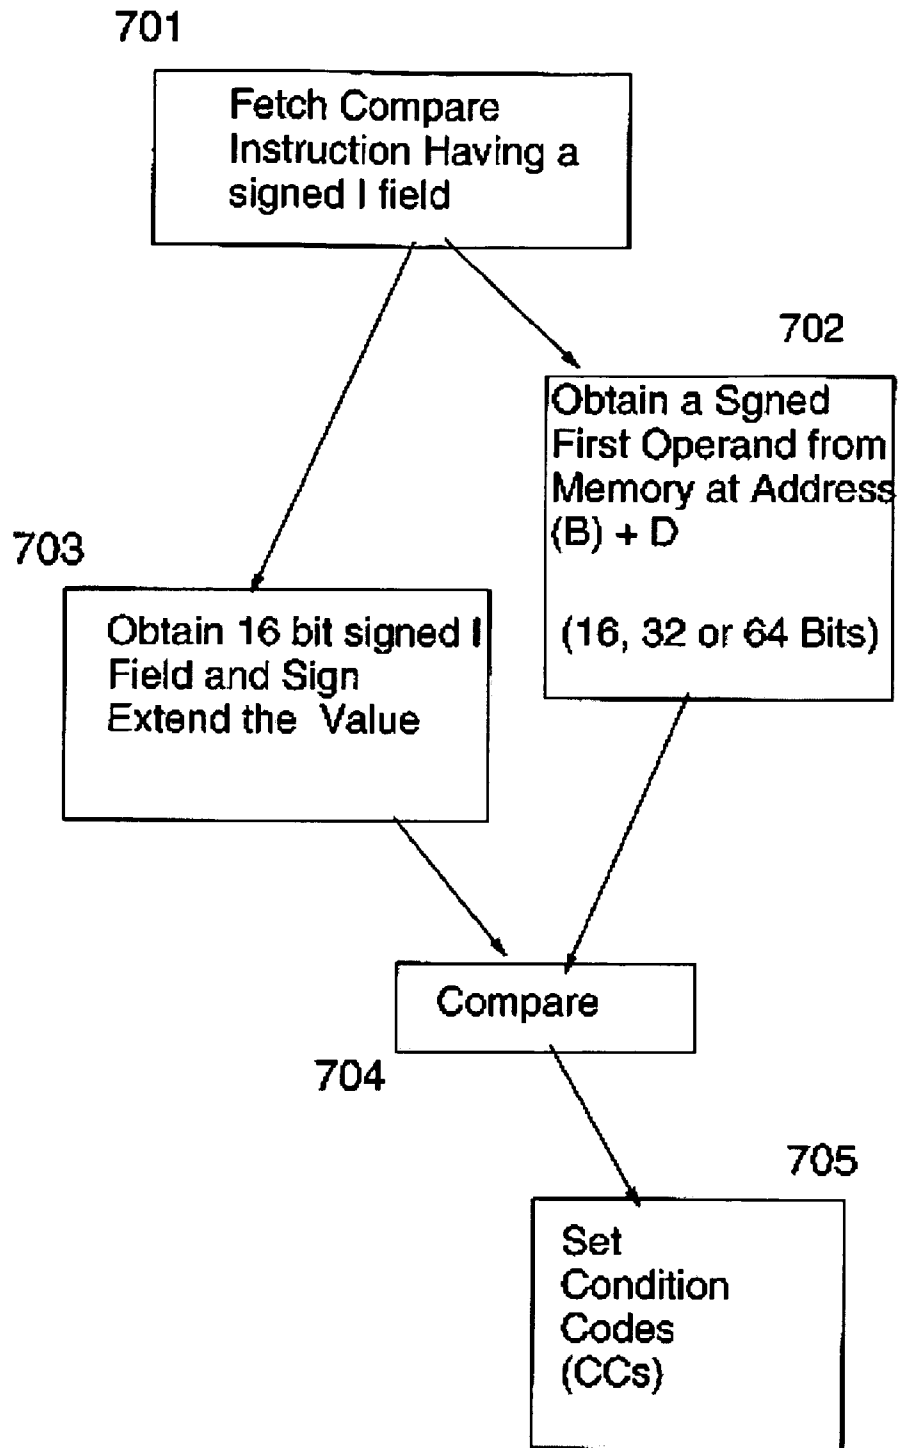 701
Fetch Compare
Instruction Having a
signed I field
702
Obtain a Sgned
First Operand from
Memory at Address
(B) + D
(16, 32 or 64 Bits)
703
Obtain 16 bit signed I
Field and Sign
Extend the Value
Compare
704
705
Set
Condition
Codes
(CCs)